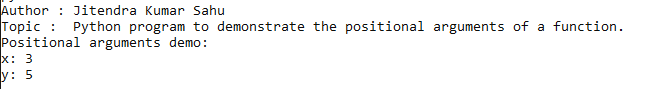 Author : Jitendra Kumar Sahu
Topic :  Python program to demonstrate the positional arguments of a function.
Positional arguments demo:
x: 3
y: 5